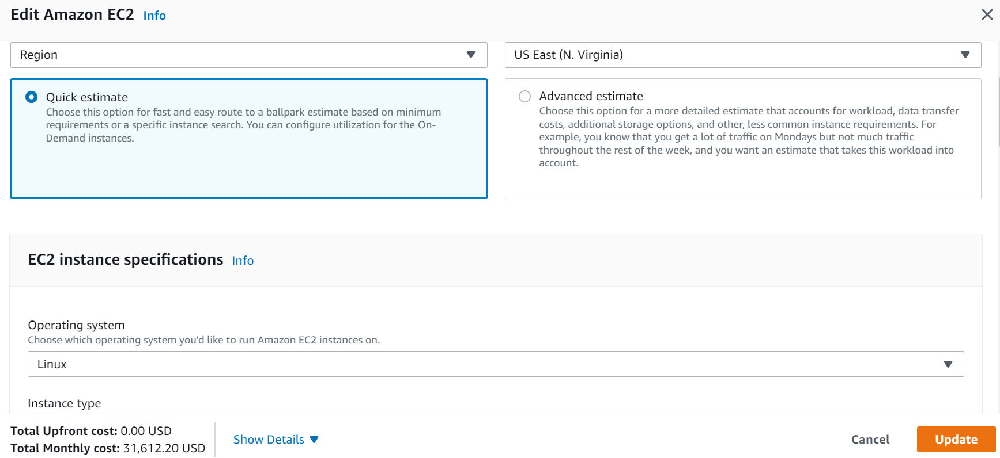 Edit Amazon EC2 Info
Region
US East (N. Virginia)
Quick estimate
Choose this option for fast and easy route to a ballpark estimate based on minimum
requirements or a specific instance search. You can configure utilization for the On-
Demand instances.
Advanced estimate
Choose this option for a more detailed estimate that accounts for workload, data transfer
costs, additional storage options, and other, less common instance requirements. For
example, you know that you get a lot of traffic on Mondays but not much traffic
throughout the rest of the week, and you want an estimate that takes this workload into
account.
EC2 instance specifications Info
Operating system
Choose which operating system you'd like to run Amazon EC2 instances on.
Linux
Instance type
Total Upfront cost: 0.00 USD
Total Monthly cost: 31,612.20 USD
Show Details
Cancel
Update